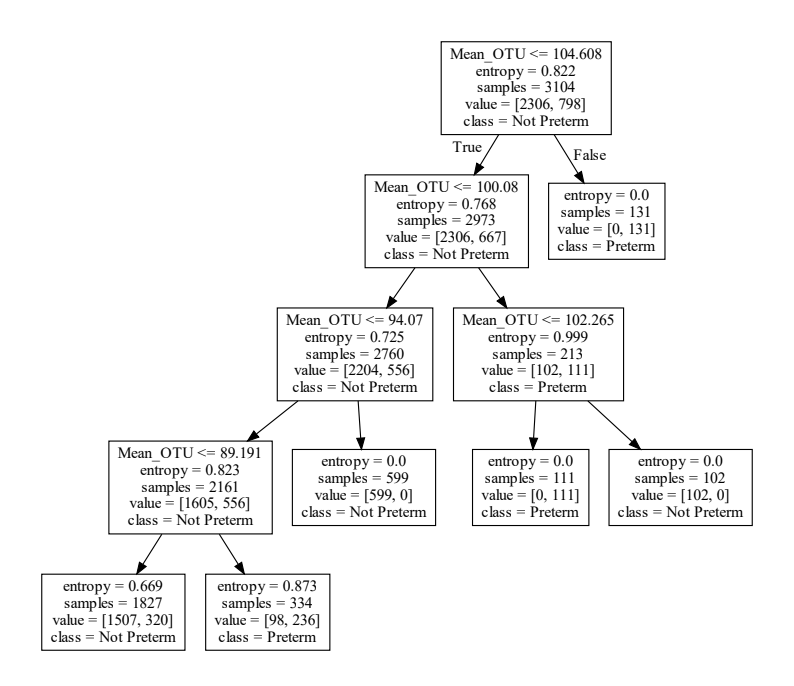 Mean_OTU <= 104.608
entropy = 0.822
samples = 3104
value = [2306, 798]
class = Not Preterm
True
False
Mean_OTU <= 100.08
entropy = 0.768
samples = 2973
value = [2306, 667]
class = Not Preterm
entropy = 0.0
samples = 131
value = [0, 131]
class = Preterm
Mean_OTU <= 94.07
entropy = 0.725
samples = 2760
value = [2204, 556]
class = Not Preterm
Mean_OTU <= 102.265
entropy = 0.999
samples = 213
value = [102, 111]
class = Preterm
Mean_OTU <= 89.191
entropy = 0.823
samples = 2161
value = [1605, 556]
class = Not Preterm
entropy = 0.0
samples = 599
value = [599, 0]
class = Not Preterm
entropy = 0.0
samples = 111
value = [0, 111]
class = Preterm
entropy = 0.0
samples = 102
value = [102, 0]
class = Not Preterm
entropy = 0.669
samples = 1827
value = [1507, 320]
class = Not Preterm
entropy = 0.873
samples = 334
value = [98, 236]
class = Preterm